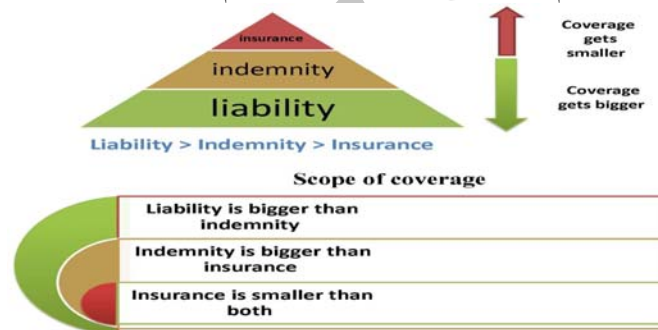 insurance
indemnity
liability
Coverage
gets
smaller
Coverage
gets bigger
Liability > Indemnity > Insurance
Scope of coverage
Liability is bigger than
indemnity
Indemnity is bigger than
insurance
Insurance is smaller than
both